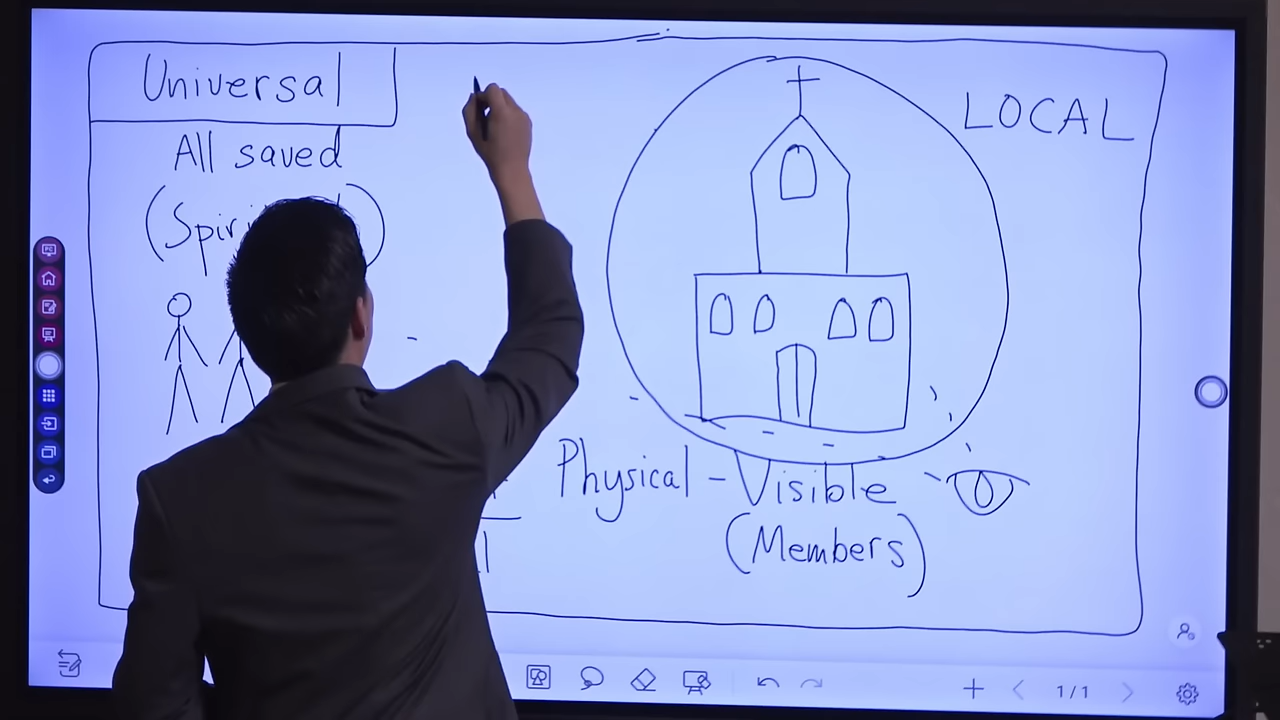 Universal
All saved
LOCAL
Physical - Visible
(Members)
1/1